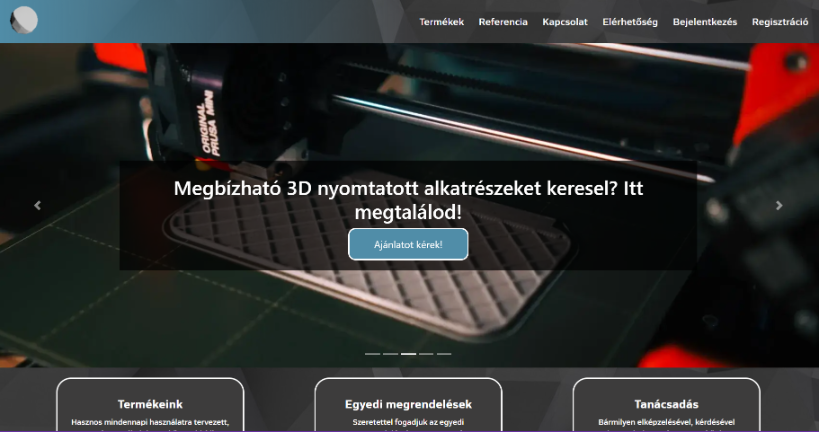 Termékek Referencia Kapcsolat Elérhetőség Bejelentkezés Regisztráció
ORIGINAL
PRUSA MINI
Megbízható 3D nyomtatott alkatrészeket keresel? Itt
megtalálod!
Ajánlatot kérek!
Termékeink
Egyedi megrendelések
Tanácsadás
Hasznos mindennapi használatra tervezett,
Szeretettel fogadjuk az egyedi
Bármilyen elképzelésével, kérdésével